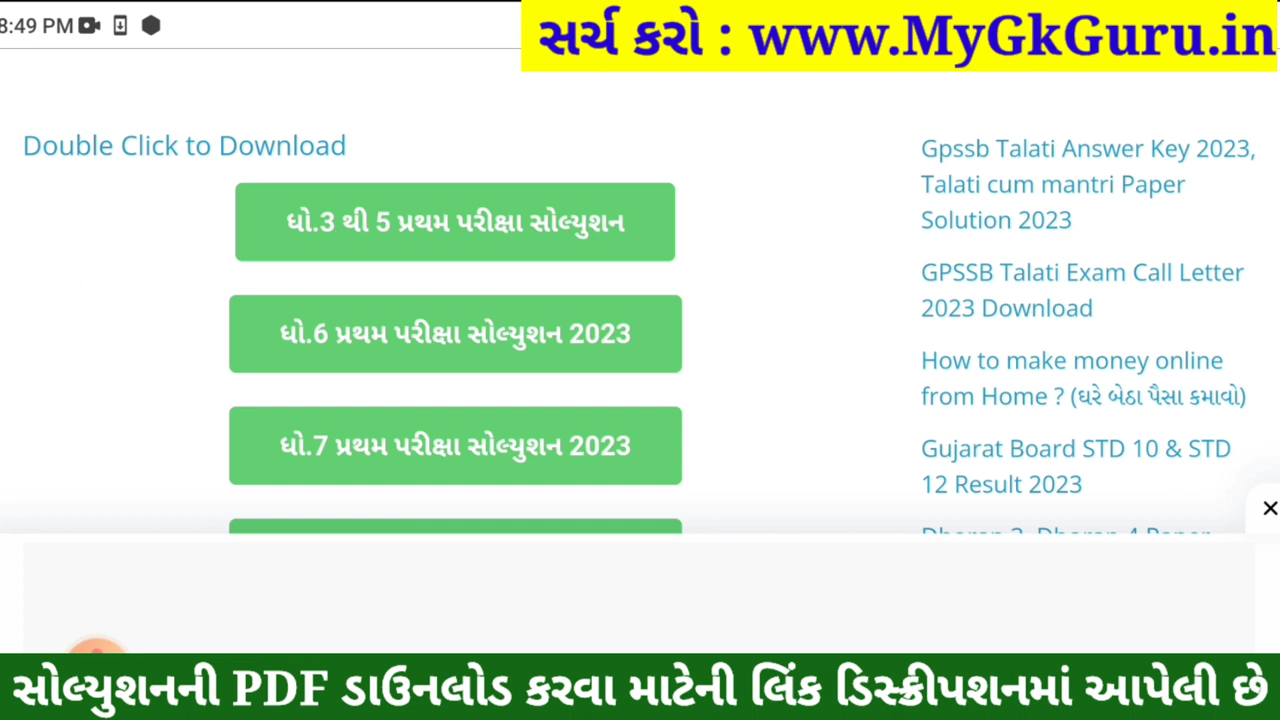 8:49 PM
સર્ચ કરો : www.MyGkGuru.in
Double Click to Download
ધો.3 થી 5 પ્રથમ પરીક્ષા સોલ્યુશન
ધો.6 પ્રથમ પરીક્ષા સોલ્યુશન 2023
ધો.7 પ્રથમ પરીક્ષા સોલ્યુશન 2023
Gpssb Talati Answer Key 2023,
Talati cum mantri Paper
Solution 2023
GPSSB Talati Exam Call Letter
2023 Download
How to make money online
from Home ? (ઘરે બેઠા પૈસા કમાવો)
Gujarat Board STD 10 & STD
12 Result 2023
સોલ્યુશનની PDF ડાઉનલોડ કરવા માટેની લિંક ડિસ્ક્રીપશનમાં આપેલી છે